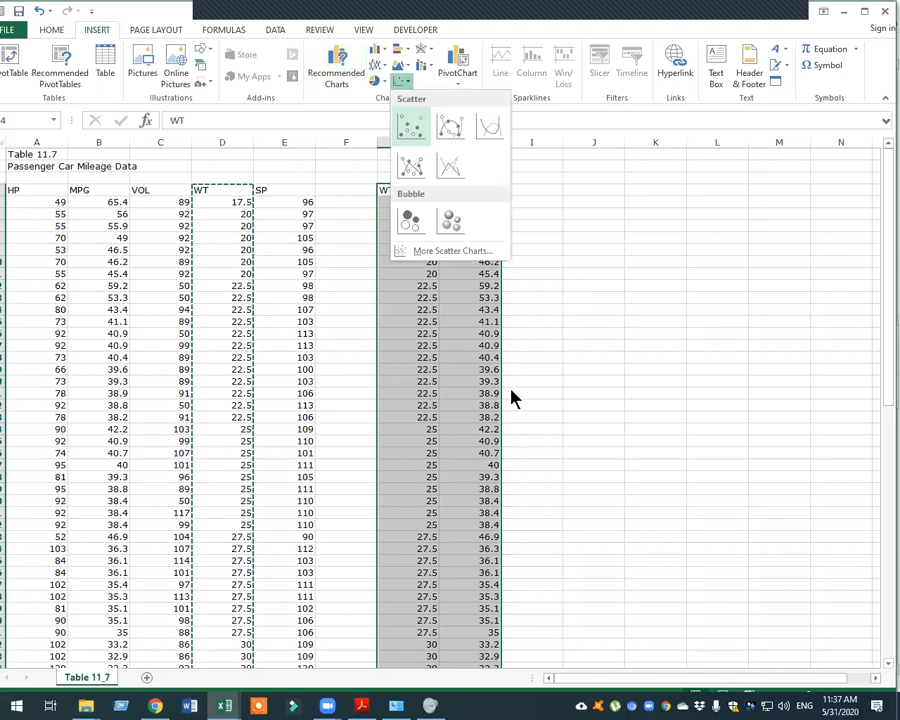 Sign in
FILE HOME INSERT PAGE LAYOUT FORMULAS DATA REVIEW VIEW DEVELOPER
PivotTable Recommended PivotTables Table Pictures Online Pictures Store My Apps Recommended Charts PivotChart Line Column Win/Loss Slicer Timeline Hyperlink Text Box Header & Footer Equation Symbol
Tables Illustrations Add-ins Sparklines Filters Links Text Symbols
WT
Scatter
Bubble
More Scatter Charts...
A B C D E F I J K L M N
Table 11.7
Passenger Car Mileage Data
HP MPG VOL WT SP
49 65.4 89 17.5 96
55 56 92 20 97
55 55.9 92 20 97
70 49 92 20 105
53 46.5 92 20 96
70 46.2 89 20 105 20 46.2
55 45.4 92 20 97 20 45.4
62 59.2 50 22.5 98 22.5 59.2
62 53.3 50 22.5 98 22.5 53.3
80 43.4 94 22.5 107 22.5 43.4
73 41.1 89 22.5 103 22.5 41.1
92 40.9 50 22.5 113 22.5 40.9
92 40.9 99 22.5 113 22.5 40.9
73 40.4 89 22.5 103 22.5 40.4
66 39.6 89 22.5 100 22.5 39.6
73 39.3 89 22.5 103 22.5 39.3
78 38.9 91 22.5 106 22.5 38.9
92 38.8 50 22.5 113 22.5 38.8
78 38.2 91 22.5 106 22.5 38.2
90 42.2 103 25 109 25 42.2
92 40.9 99 25 110 25 40.9
74 40.7 107 25 101 25 40.7
95 40 101 25 111 25 40
81 39.3 96 25 105 25 39.3
95 38.8 89 25 111 25 38.8
92 38.4 50 25 110 25 38.4
92 38.4 117 25 110 25 38.4
92 38.4 99 25 110 25 38.4
52 46.9 104 27.5 90 27.5 46.9
103 36.3 107 27.5 112 27.5 36.3
84 36.1 114 27.5 103 27.5 36.1
84 36.1 101 27.5 103 27.5 36.1
102 35.4 97 27.5 111 27.5 35.4
102 35.3 113 27.5 111 27.5 35.3
81 35.1 101 27.5 102 27.5 35.1
90 35.1 98 27.5 106 27.5 35.1
90 35 88 27.5 106 27.5 35
102 33.2 86 30 109 30 33.2
102 32.9 86 30 109 30 32.9
Table 11_7
ENG
11:37 AM
5/31/2020